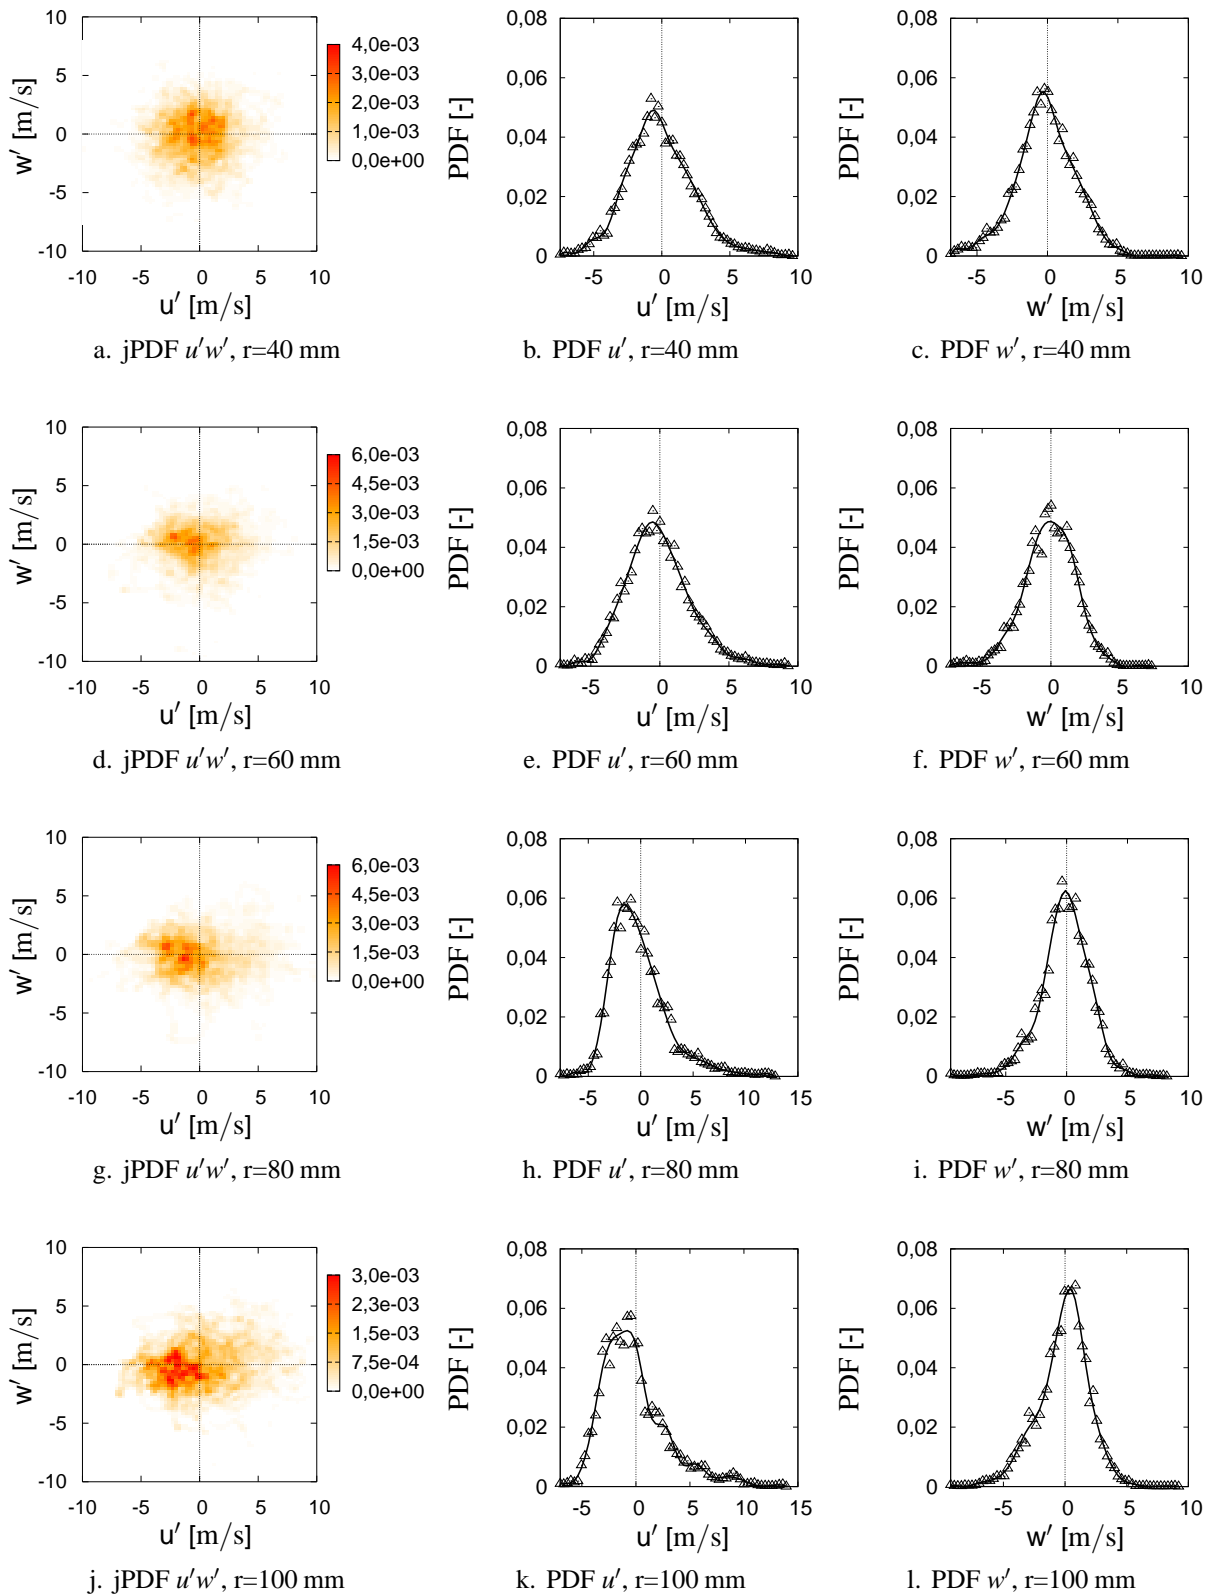 10
5
0
-5
-10
w′ [m/s]
-10 -5 0 5 10
u′ [m/s]
4,0e-03
3,0e-03
2,0e-03
1,0e-03
0,0e+00
a. jPDF u′w′, r=40 mm
0,08
0,06
0,04
0,02
0
PDF [-]
-5 0 5 10
u′ [m/s]
b. PDF u′, r=40 mm
0,08
0,06
0,04
0,02
0
PDF [-]
-5 0 5 10
w′ [m/s]
c. PDF w′, r=40 mm
10
5
0
-5
-10
w′ [m/s]
-10 -5 0 5 10
u′ [m/s]
6,0e-03
4,5e-03
3,0e-03
1,5e-03
0,0e+00
d. jPDF u′w′, r=60 mm
0,08
0,06
0,04
0,02
0
PDF [-]
-5 0 5 10
u′ [m/s]
e. PDF u′, r=60 mm
0,08
0,06
0,04
0,02
0
PDF [-]
-5 0 5 10
w′ [m/s]
f. PDF w′, r=60 mm
10
5
0
-5
-10
w′ [m/s]
-10 -5 0 5 10
u′ [m/s]
6,0e-03
4,5e-03
3,0e-03
1,5e-03
0,0e+00
g. jPDF u′w′, r=80 mm
0,08
0,06
0,04
0,02
0
PDF [-]
-5 0 5 10 15
u′ [m/s]
h. PDF u′, r=80 mm
0,08
0,06
0,04
0,02
0
PDF [-]
-5 0 5 10
w′ [m/s]
i. PDF w′, r=80 mm
10
5
0
-5
-10
w′ [m/s]
-10 -5 0 5 10
u′ [m/s]
3,0e-03
2,3e-03
1,5e-03
7,5e-04
0,0e+00
j. jPDF u′w′, r=100 mm
0,08
0,06
0,04
0,02
0
PDF [-]
-5 0 5 10 15
u′ [m/s]
k. PDF u′, r=100 mm
0,08
0,06
0,04
0,02
0
PDF [-]
-5 0 5 10
w′ [m/s]
l. PDF w′, r=100 mm